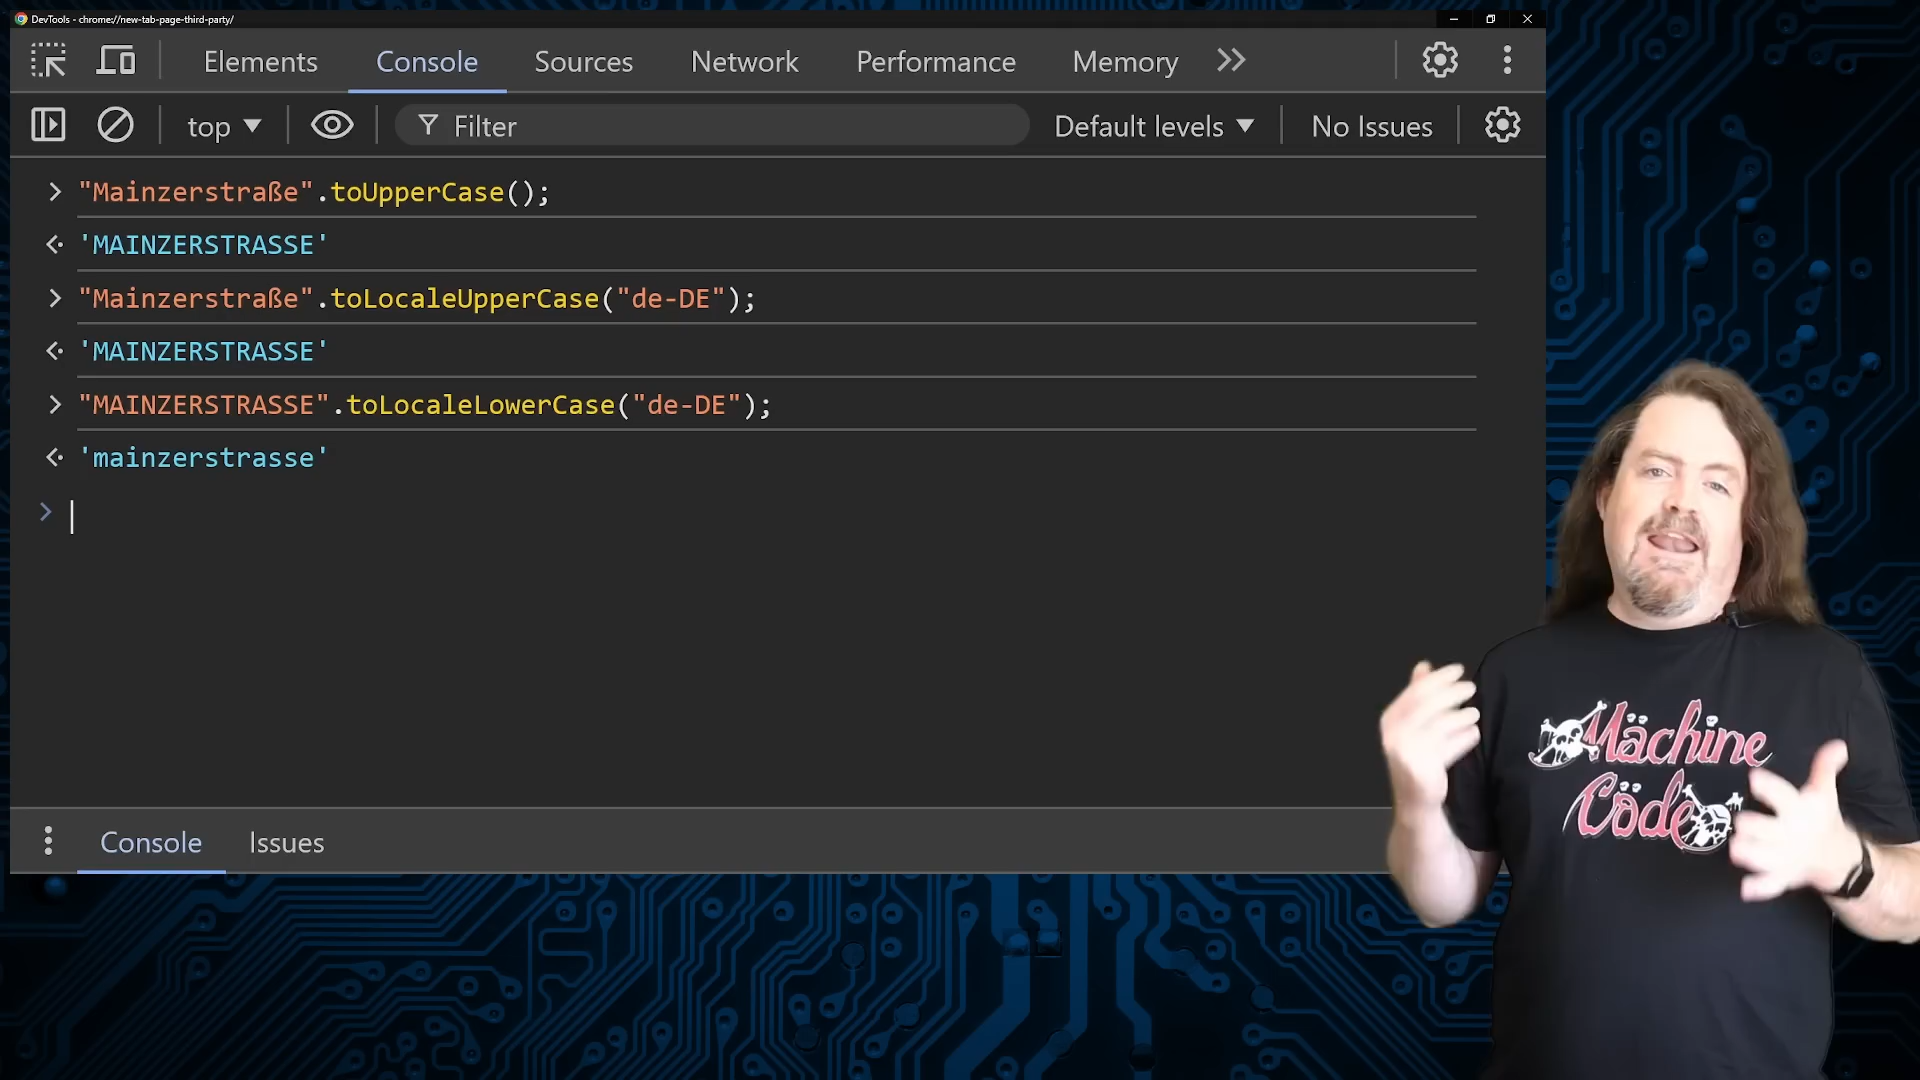 DevTools - chrome://new-tab-page-third-party/
Elements Console Sources Network Performance Memory
top Filter Default levels No Issues
> "Mainzerstraße".toUpperCase();
'MAINZERSTRASSE'
> "Mainzerstraße".toLocaleUpperCase("de-DE");
'MAINZERSTRASSE'
> "MAINZERSTRASSE".toLocaleLowerCase("de-DE");
'mainzerstrasse'
>
Console Issues
Mächine
Cöde